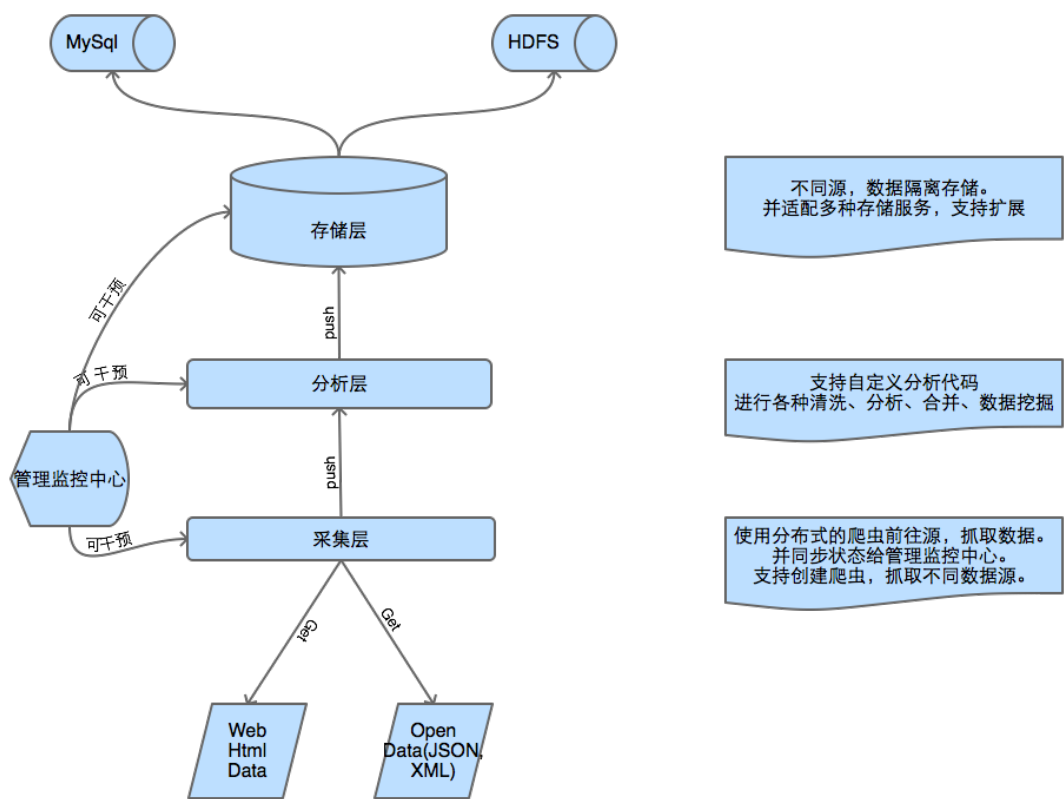 MySql
HDFS
存储层
不同源，数据隔离存储。
并适配多种存储服务，支持扩展
可干预
push
可 干预
分析层
支持自定义分析代码
进行各种清洗、分析、合并、数据挖掘
管理监控中心
push
可干预
采集层
使用分布式的爬虫前往源，抓取数据。
并同步状态给管理监控中心。
支持创建爬虫，抓取不同数据源。
Get
Get
Web
Html
Data
Open
Data(JSON,
XML)